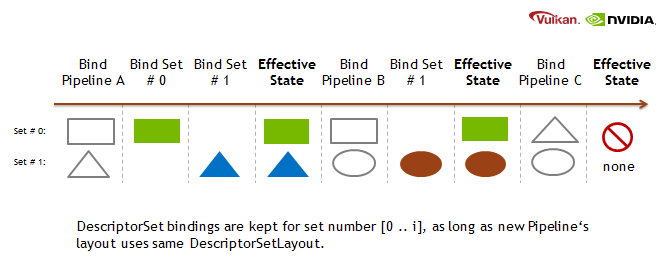 Vulkan. NVIDIA.
Bind Pipeline A Bind Set # 0 Bind Set # 1 Effective State Bind Pipeline B Bind Set # 1 Effective State Bind Pipeline C Effective State
Set # 0:
Set # 1:
none
DescriptorSet bindings are kept for set number [0 .. i], as long as new Pipeline‘s
layout uses same DescriptorSetLayout.